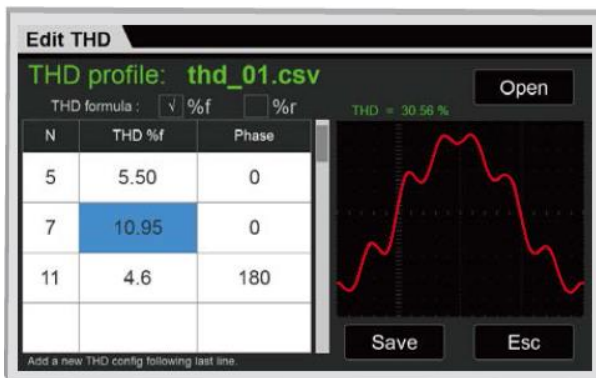 Edit THD
THD profile: thd_01.csv
Open
THD formula : √ %f %r
THD = 30.56 %
N THD %f Phase
5 5.50 0
7 10.95 0
11 4.6 180
Save Esc
Add a new THD config following last line.